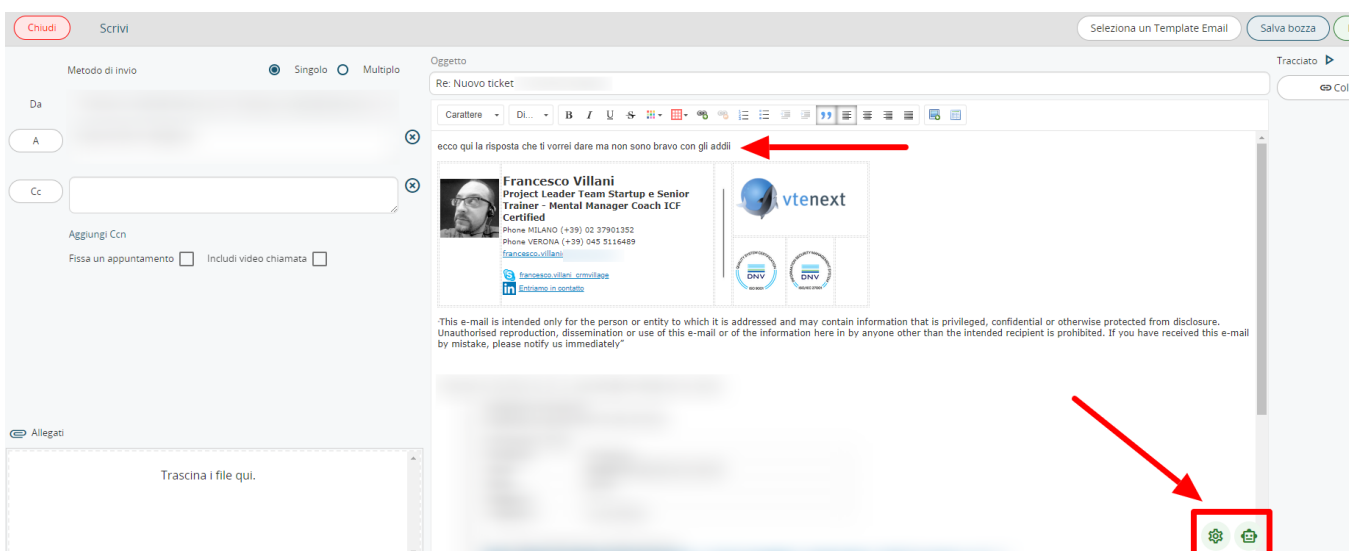 Chiudi
Scrivi
Seleziona un Template Email
Salva bozza
Metodo di invio
Singolo
Multiplo
Oggetto
Tracciato
Re: Nuovo ticket
Da
A
Cc
Carattere
Di...
B I U S
ecco qui la risposta che ti vorrei dare ma non sono bravo con gli addii
Francesco Villani
Project Leader Team Startup e Senior
Trainer - Mental Manager Coach ICF
Certified
Phone MILANO (+39) 02 37901352
Phone VERONA (+39) 045 5116489
francesco.villani
francesco.villani_crmvillage
Entriamo in contatto
vtenext
DNV
DNV
Aggiungi Ccn
Fissa un appuntamento
Includi video chiamata
"This e-mail is intended only for the person or entity to which it is addressed and may contain information that is privileged, confidential or otherwise protected from disclosure.
Unauthorised reproduction, dissemination or use of this e-mail or of the information here in by anyone other than the intended recipient is prohibited. If you have received this e-mail
by mistake, please notify us immediately"
Allegati
Trascina i file qui.